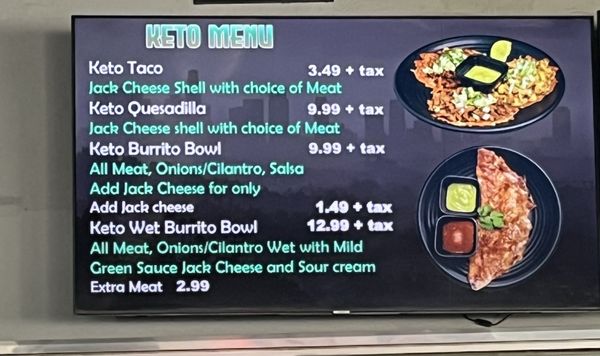 KETO MENU
Keto Taco 3.49 + tax
Jack Cheese Shell with choice of Meat
Keto Quesadilla 9.99 + tax
Jack Cheese shell with choice of Meat
Keto Burrito Bowl 9.99 + tax
All Meat, Onions/Cilantro, Salsa
Add Jack Cheese for only
Add Jack cheese 1.49 + tax
Keto Wet Burrito Bowl 12.99 + tax
All Meat, Onions/Cilantro Wet with Mild
Green Sauce Jack Cheese and Sour cream
Extra Meat 2.99